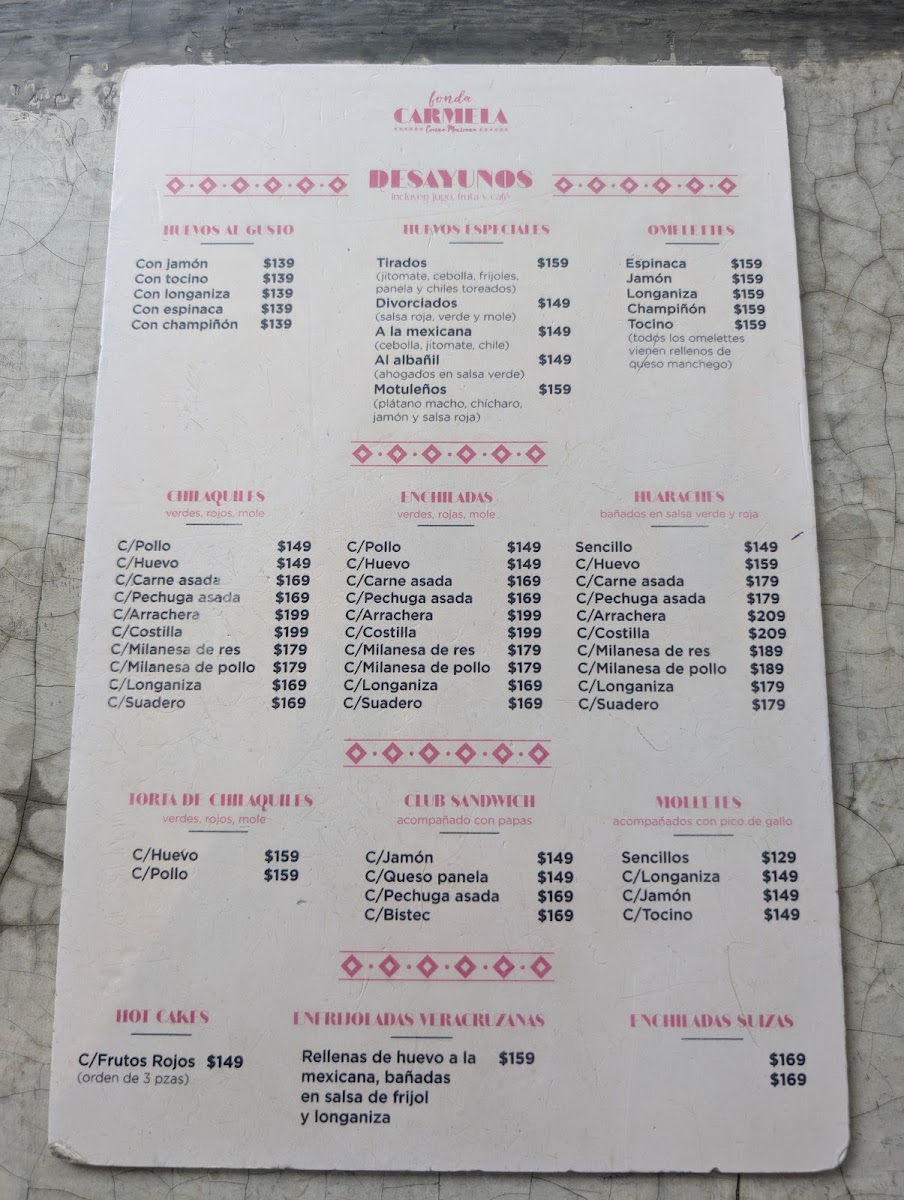 fonda
CARMELA
Cocina Mexicana
DESAYUNOS
incluyen jugo, fruta y café
HUEVOS AL GUSTO
Con jamón $139
Con tocino $139
Con longaniza $139
Con espinaca $139
Con champiñón $139
HUEVOS ESPECIALES
Tirados $159
(jitomate, cebolla, frijoles,
panela y chiles toreados)
Divorciados $149
(salsa roja, verde y mole)
A la mexicana $149
(cebolla, jitomate, chile)
Al albañil $149
(ahogados en salsa verde)
Motuleños $159
(plátano macho, chícharo,
jamón y salsa roja)
OMELETTES
Espinaca $159
Jamón $159
Longaniza $159
Champiñón $159
Tocino $159
(todos los omelettes
vienen rellenos de
queso manchego)
CHILAQUILES
verdes, rojos, mole
C/Pollo $149
C/Huevo $149
C/Carne asada $169
C/Pechuga asada $169
C/Arrachera $199
C/Costilla $199
C/Milanesa de res $179
C/Milanesa de pollo $179
C/Longaniza $169
C/Suadero $169
ENCHILADAS
verdes, rojas, mole
C/Pollo $149
C/Huevo $149
C/Carne asada $169
C/Pechuga asada $169
C/Arrachera $199
C/Costilla $199
C/Milanesa de res $179
C/Milanesa de pollo $179
C/Longaniza $169
C/Suadero $169
HUARACHES
bañados en salsa verde y roja
Sencillo $149
C/Huevo $159
C/Carne asada $179
C/Pechuga asada $179
C/Arrachera $209
C/Costilla $209
C/Milanesa de res $189
C/Milanesa de pollo $189
C/Longaniza $179
C/Suadero $179
TORTA DE CHILAQUILES
verdes, rojos, mole
C/Huevo $159
C/Pollo $159
CLUB SANDWICH
acompañado con papas
C/Jamón $149
C/Queso panela $149
C/Pechuga asada $169
C/Bistec $169
MOLLETES
acompañados con pico de gallo
Sencillos $129
C/Longaniza $149
C/Jamón $149
C/Tocino $149
HOT CAKES
C/Frutos Rojos $149
(orden de 3 pzas)
ENFRIJOLADAS VERACRUZANAS
Rellenas de huevo a la $159
mexicana, bañadas
en salsa de frijol
y longaniza
ENCHILADAS SUIZAS
$169
$169